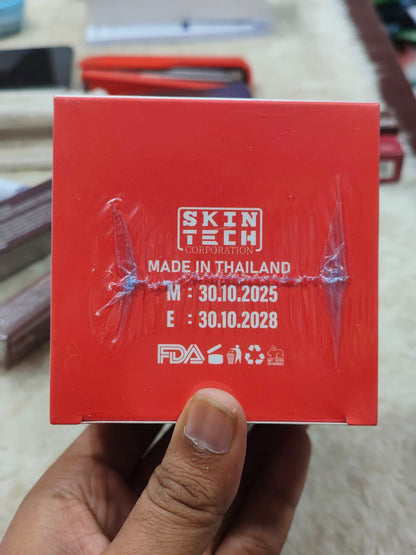 SKIN
TECH
CORPORATION
MADE IN THAILAND
M : 30.10.2025
E : 30.10.2028
FDA